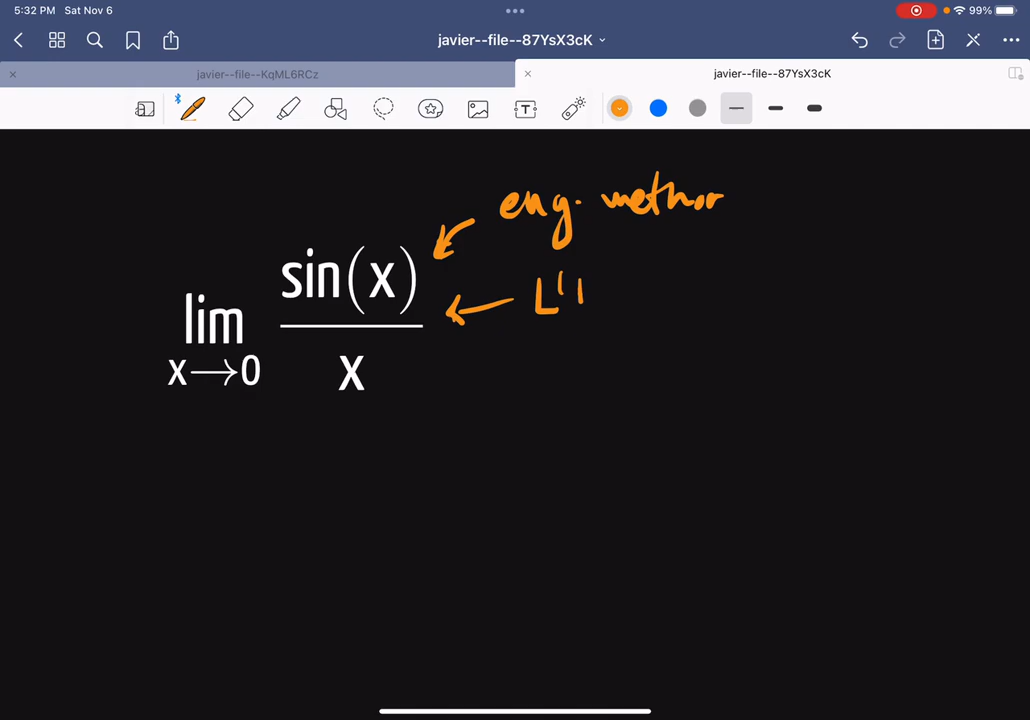 5:32 PM Sat Nov 6
99%
javier--file--87YsX3cK
javier--file--KqML6RCz
javier--file--87YsX3cK
T
eng. method
sin(x)
lim
x→0
x
L'